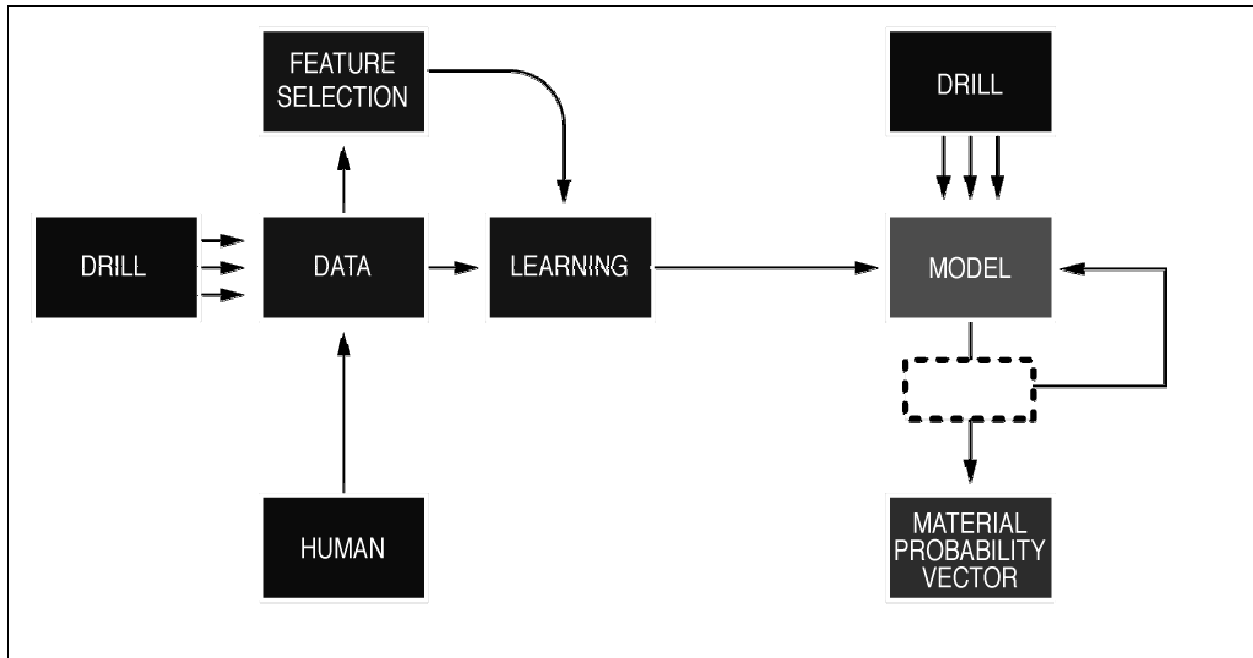 FEATURE
SELECTION
DRILL
DRILL
DATA
LEARNING
MODEL
HUMAN
MATERIAL
PROBABILITY
VECTOR